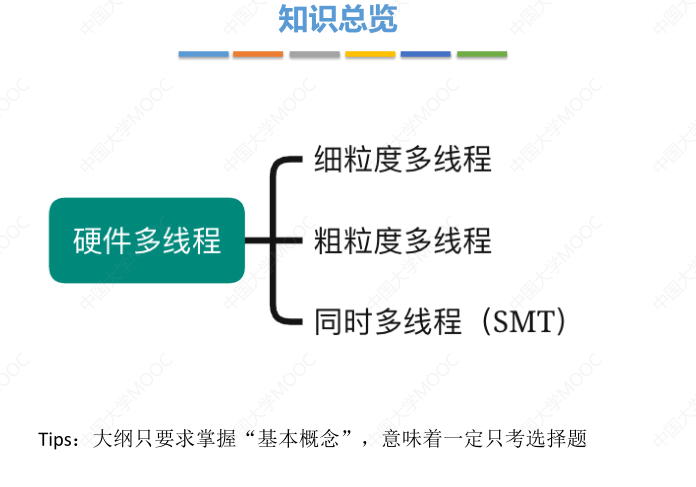 知识总览
细粒度多线程
硬件多线程
粗粒度多线程
同时多线程（SMT）
Tips：大纲只要求掌握“基本概念”，意味着一定只考选择题
中国大学MOOC